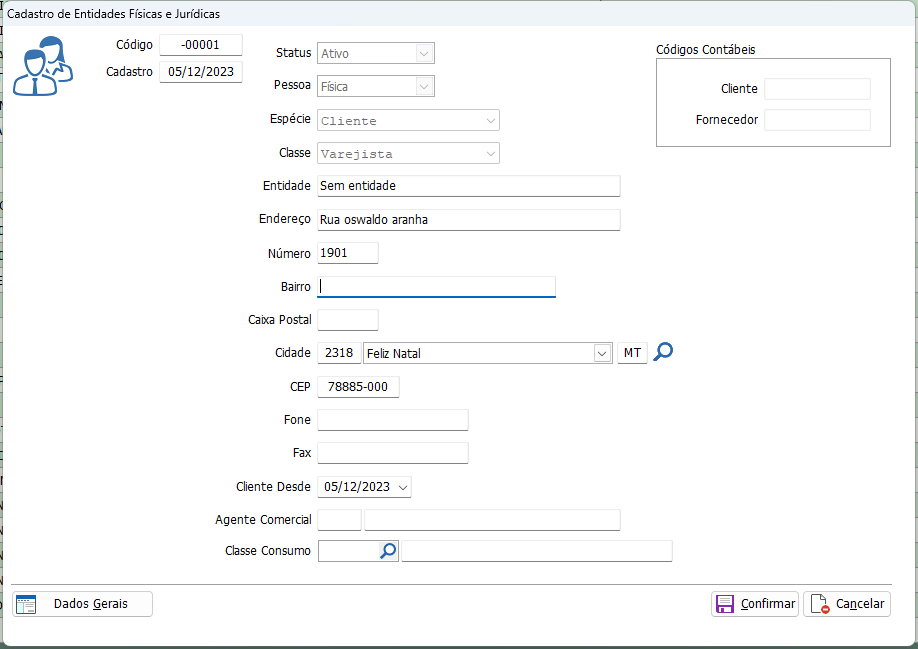 Cadastro de Entidades Físicas e Jurídicas
Código -00001
Cadastro 05/12/2023
Status Ativo
Pessoa Física
Espécie Cliente
Classe Varejista
Entidade Sem entidade
Endereço Rua oswaldo aranha
Número 1901
Bairro
Caixa Postal
Cidade 2318 Feliz Natal MT
CEP 78885-000
Fone
Fax
Cliente Desde 05/12/2023
Agente Comercial
Classe Consumo
Códigos Contábeis
Cliente
Fornecedor
Dados Gerais
Confirmar
Cancelar